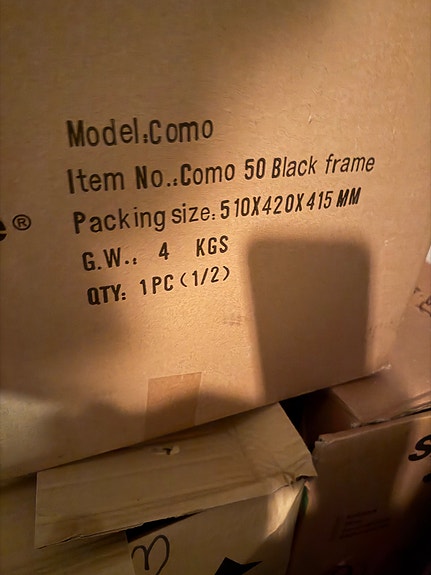 Model:Como
Item No.:Como 50 Black frame
Packing size: 510X420X415 MM
G.W.: 4 KGS
QTY: 1PC (1/2)
®
S